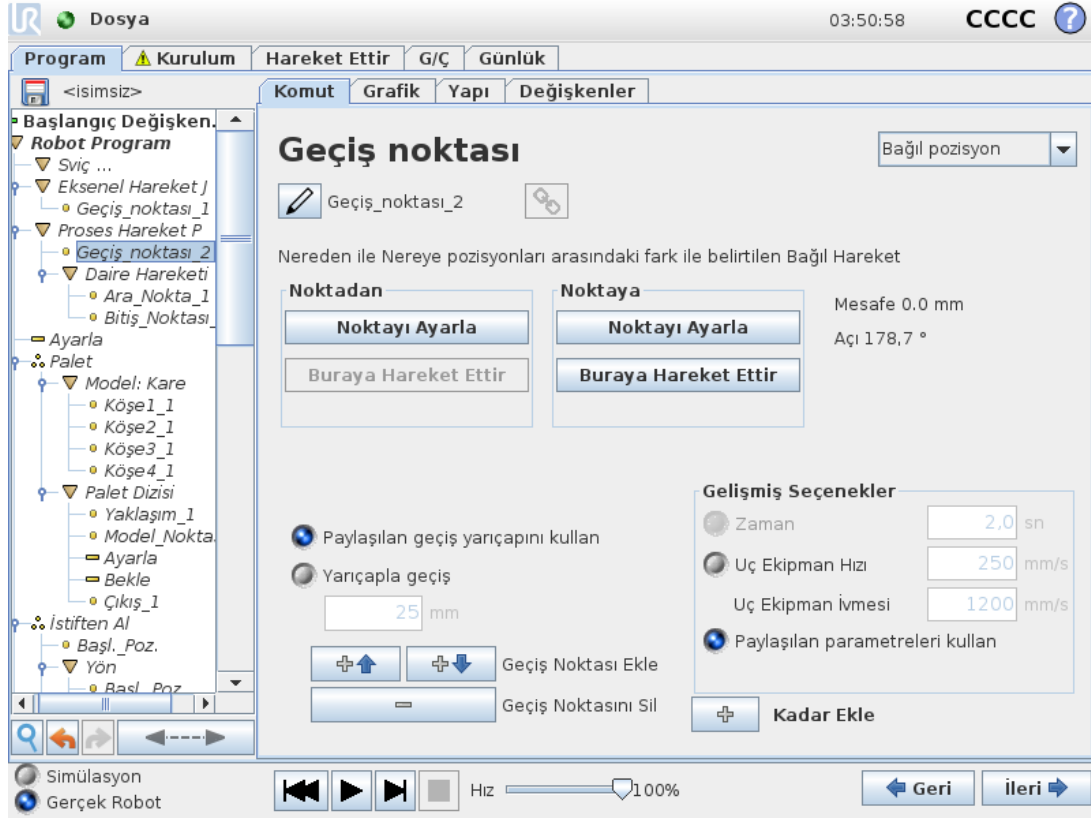 UR Dosya 03:50:58 CCCC ?
Program Kurulum Hareket Ettir G/Ç Günlük
<isimsiz> Komut Grafik Yapı Değişkenler
Başlangıç Değişken.
Robot Program
Sviç ...
Eksenel Hareket J
Geçiş_noktası_1
Proses Hareket P
Geçiş_noktası_2
Daire Hareketi
Ara_Nokta_1
Bitiş_Noktası_
Ayarla
Palet
Model: Kare
Köşe1_1
Köşe2_1
Köşe3_1
Köşe4_1
Palet Dizisi
Yaklaşım_1
Model_Nokta.
Ayarla
Bekle
Çıkış_1
İstiften Al
Başl._Poz.
Yön
Başl._Poz
Geçiş noktası
Bağıl pozisyon
Geçiş_noktası_2
Nereden ile Nereye pozisyonları arasındaki fark ile belirtilen Bağıl Hareket
Noktadan
Noktayı Ayarla
Buraya Hareket Ettir
Noktaya
Noktayı Ayarla
Buraya Hareket Ettir
Mesafe 0.0 mm
Açı 178,7 °
Paylaşılan geçiş yarıçapını kullan
Yarıçapla geçiş
25 mm
Geçiş Noktası Ekle
Geçiş Noktasını Sil
Gelişmiş Seçenekler
Zaman 2,0 sn
Uç Ekipman Hızı 250 mm/s
Uç Ekipman İvmesi 1200 mm/s
Paylaşılan parametreleri kullan
Kadar Ekle
Simülasyon
Gerçek Robot
Hız 100%
Geri İleri